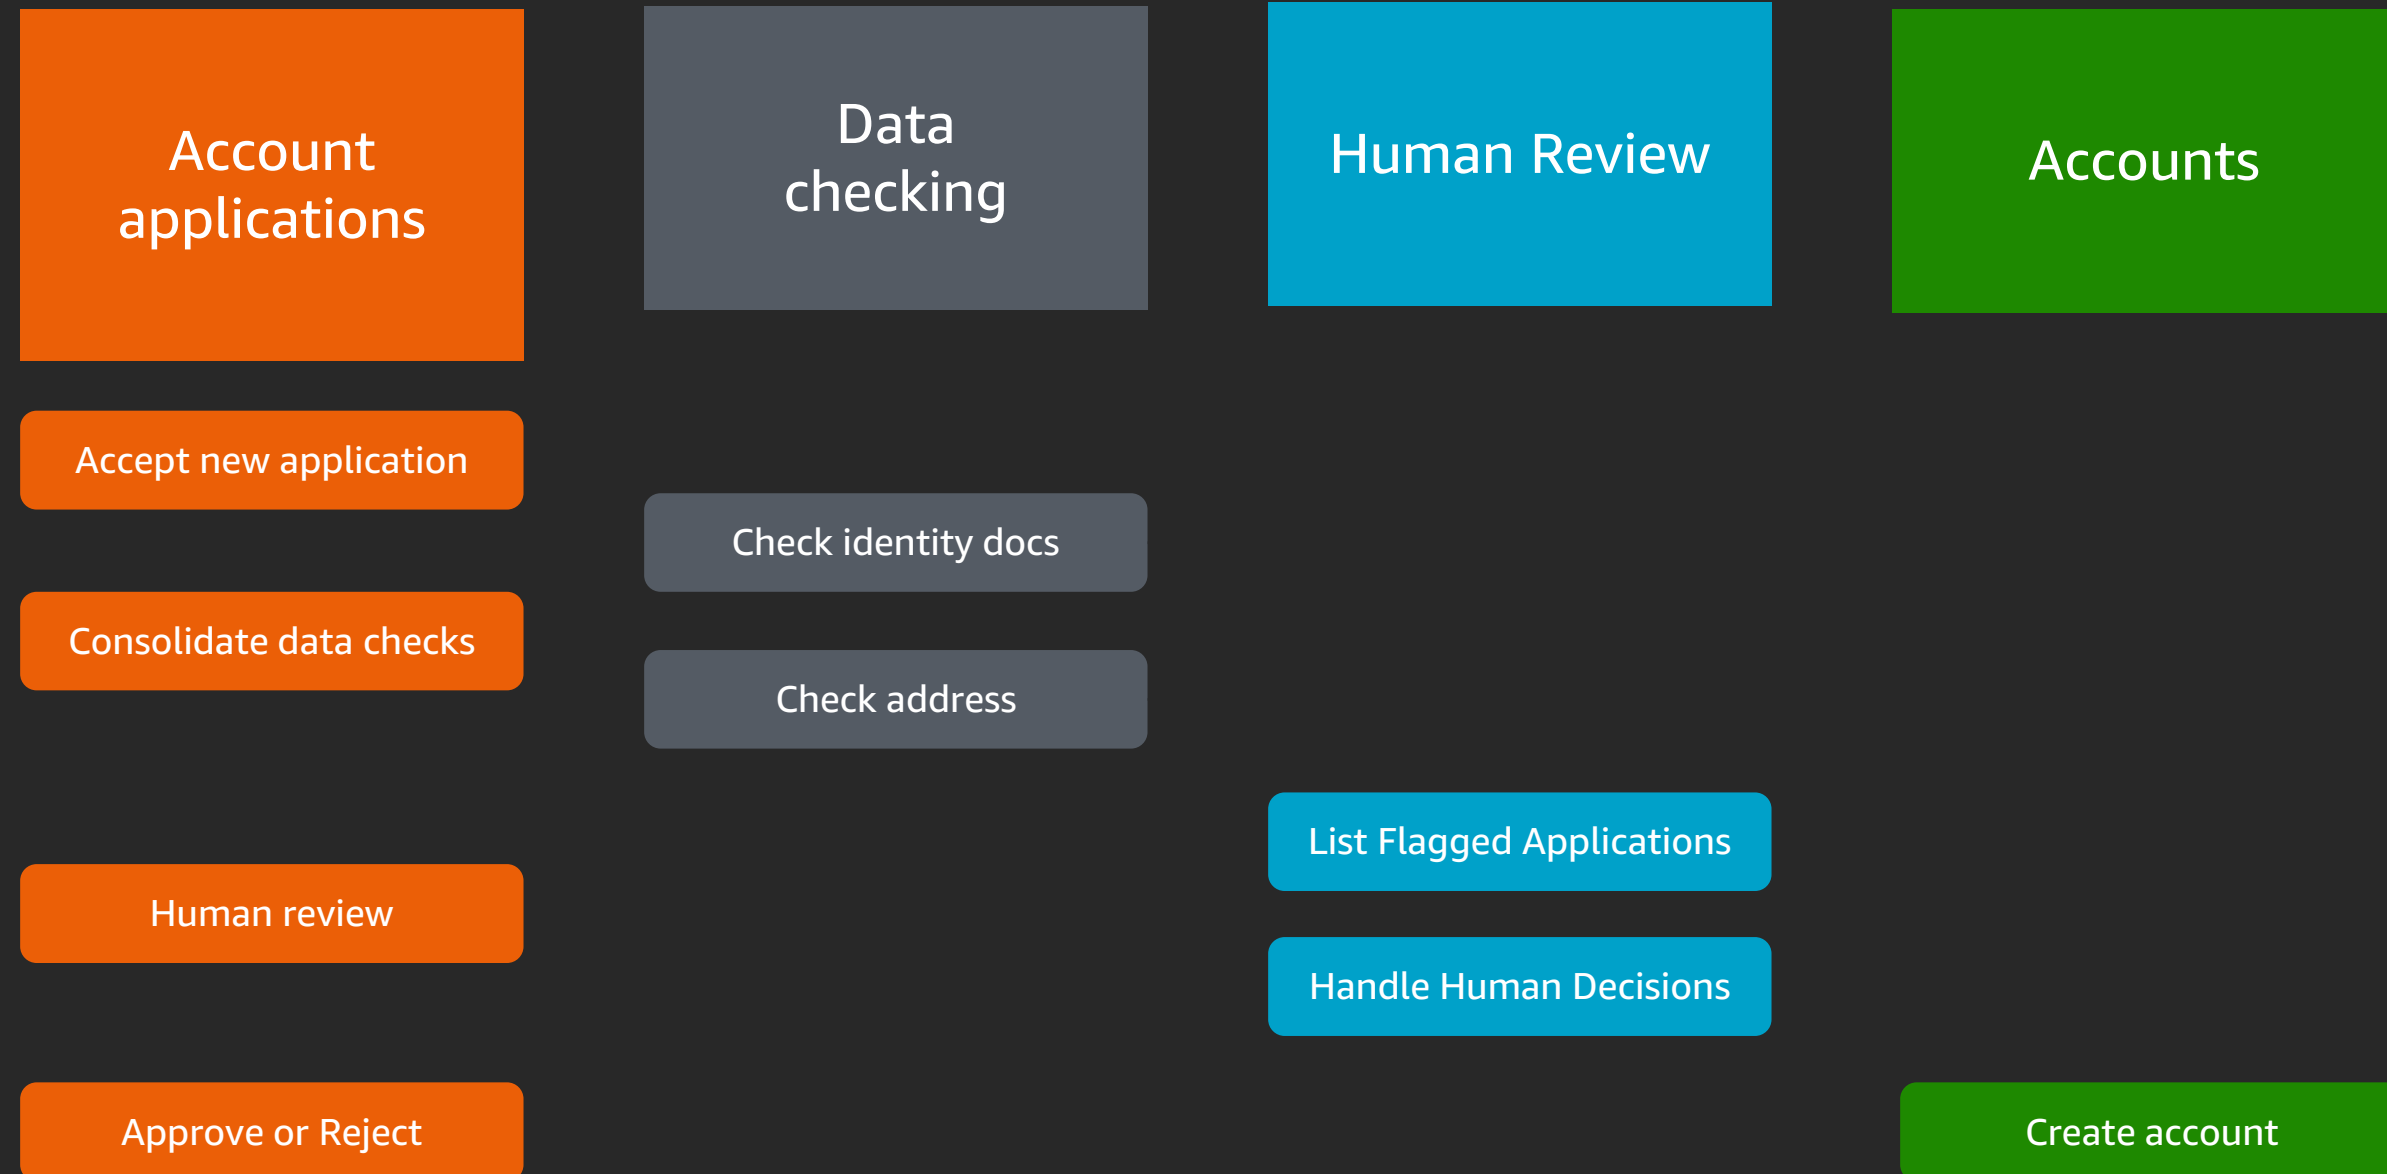 Account
applications
Data
checking
Human Review
Accounts
Accept new application
Check identity docs
Consolidate data checks
Check address
List Flagged Applications
Human review
Handle Human Decisions
Approve or Reject
Create account